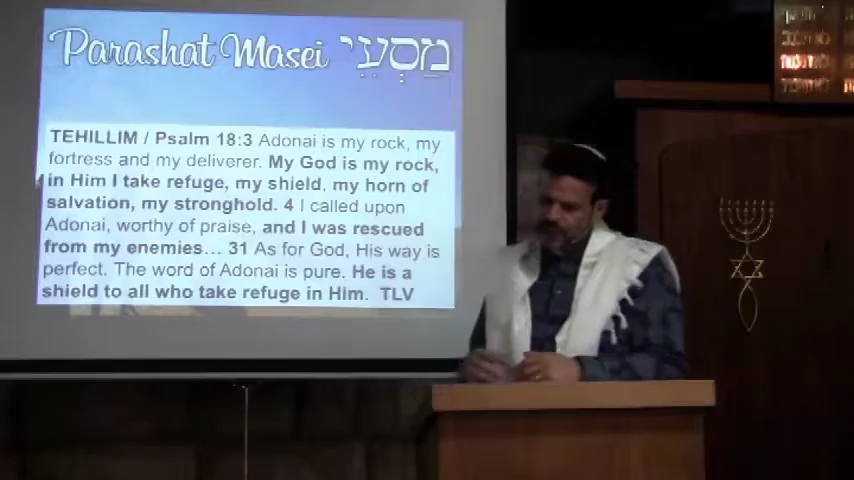 Parashat Masei מַסְעֵי
TEHILLIM / Psalm 18:3 Adonai is my rock, my
fortress and my deliverer. My God is my rock,
in Him I take refuge, my shield, my horn of
salvation, my stronghold. 4 I called upon
Adonai, worthy of praise, and I was rescued
from my enemies… 31 As for God, His way is
perfect. The word of Adonai is pure. He is a
shield to all who take refuge in Him. TLV